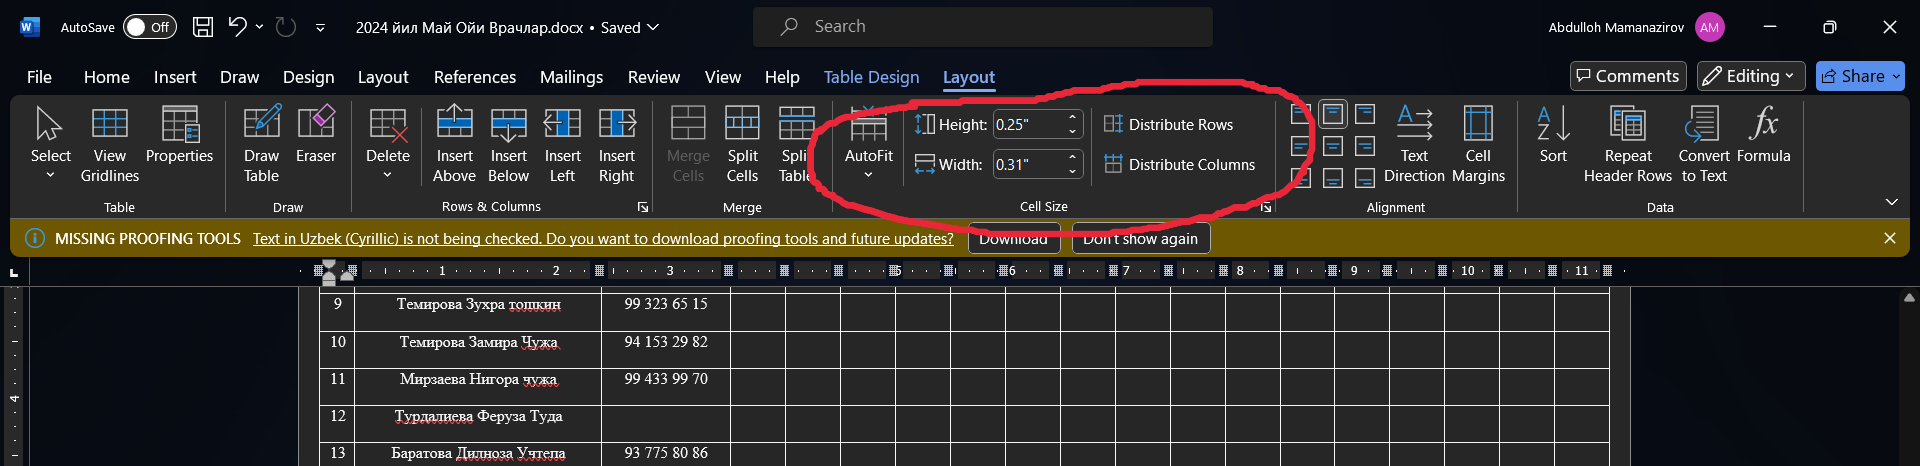 AutoSave Off 2024 йил Май Ойи Врачлар.docx • Saved Search Abdulloh Mamanazirov AM
File Home Insert Draw Design Layout References Mailings Review View Help Table Design Layout Comments Editing Share
Select View Gridlines Properties Draw Table Eraser Delete Insert Above Insert Below Insert Left Insert Right Merge Cells Split Cells Split Table AutoFit Height: 0.25" Width: 0.31" Distribute Rows Distribute Columns Text Direction Cell Margins Sort Repeat Header Rows Convert to Text Formula
Table Draw Rows & Columns Merge Cell Size Alignment Data
MISSING PROOFING TOOLS Text in Uzbek (Cyrillic) is not being checked. Do you want to download proofing tools and future updates? Download Don't show again
1 2 3 5 6 7 8 9 10 11
9 Темирова Зухра тошкин 99 323 65 15
10 Темирова Замира Чужа 94 153 29 82
11 Мирзаева Нигора чужа 99 433 99 70
4
12 Турдалиева Феруза Туда
13 Баратова Дилноза Учтепа 93 775 80 86